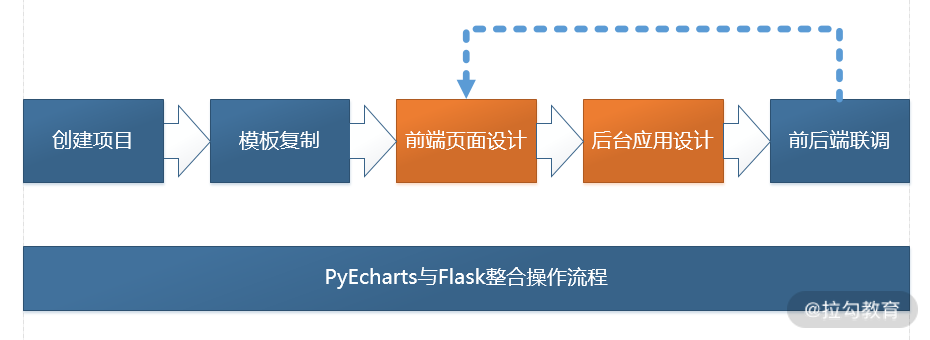 创建项目
模板复制
前端页面设计
后台应用设计
前后端联调
PyEcharts与Flask整合操作流程
@拉勾教育